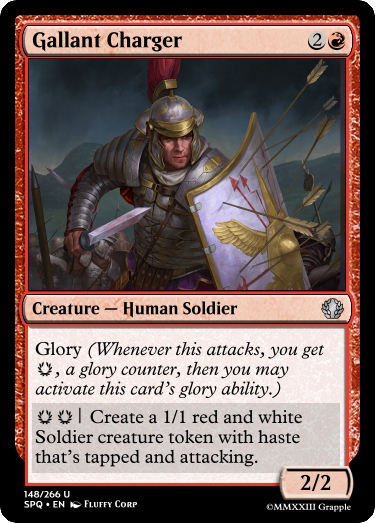 Gallant Charger 2
Creature — Human Soldier
Glory (Whenever this attacks, you get
, a glory counter, then you may
activate this card's glory ability.)
| Create a 1/1 red and white
Soldier creature token with haste
that's tapped and attacking.
2/2
148/266 U
SPQ • EN Fluffy Corp
©MMXXIII Grapple